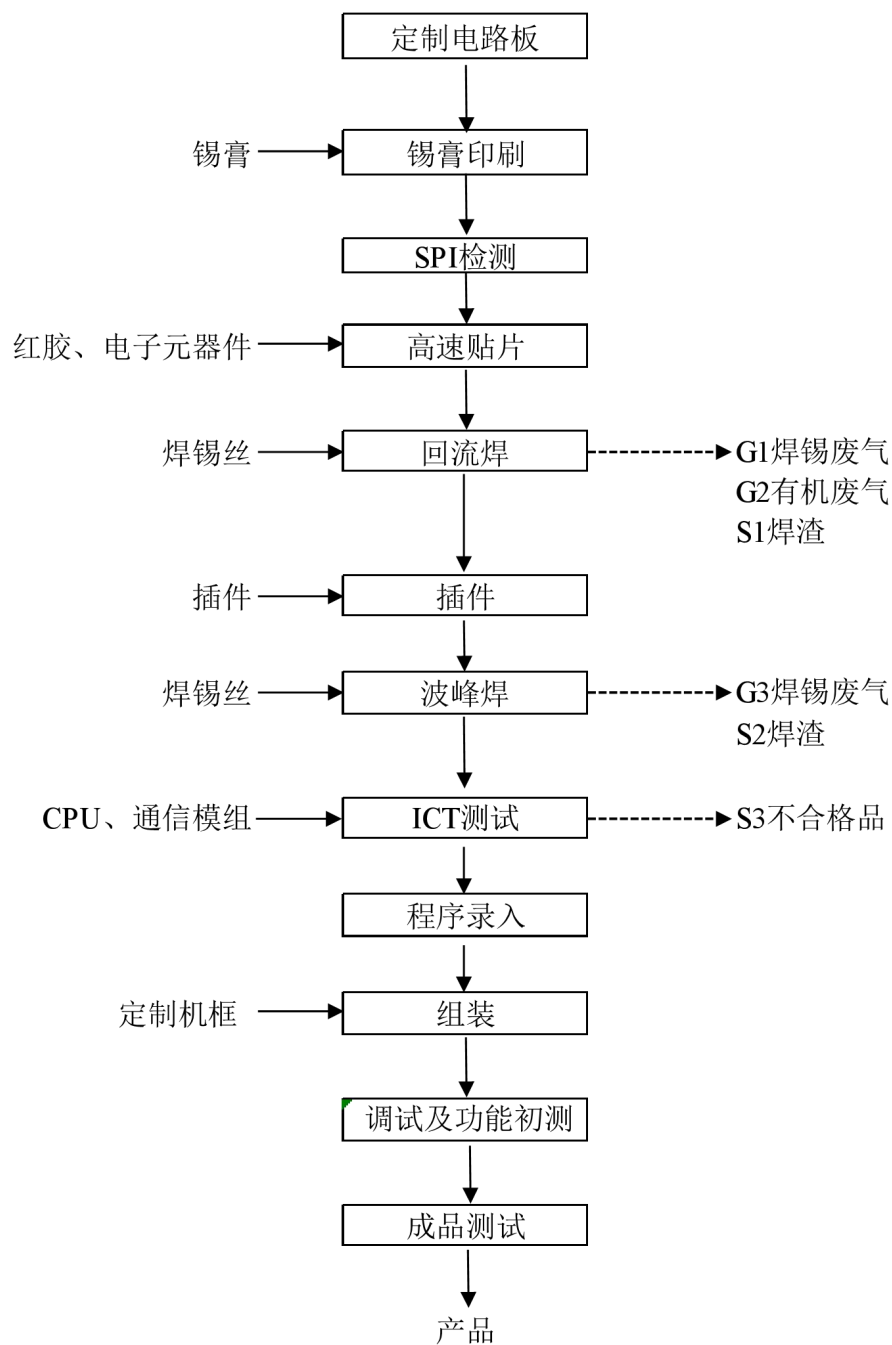 定制电路板
锡膏
锡膏印刷
SPI检测
红胶、电子元器件
高速贴片
焊锡丝
回流焊
G1焊锡废气
G2有机废气
S1焊渣
插件
插件
焊锡丝
波峰焊
G3焊锡废气
S2焊渣
CPU、通信模组
ICT测试
S3不合格品
程序录入
定制机框
组装
调试及功能初测
成品测试
产品